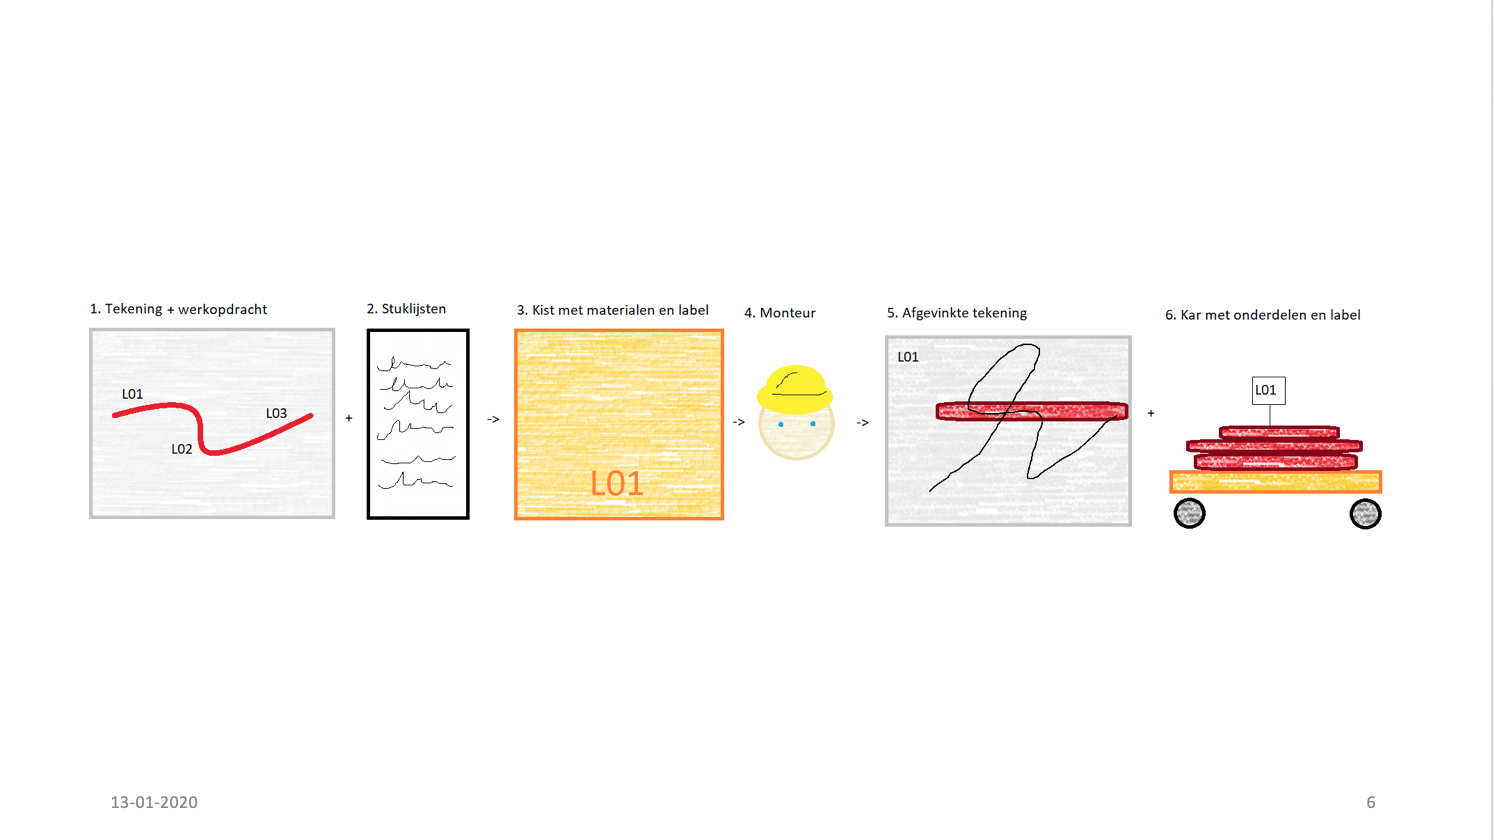 1. Tekening + werkopdracht
L01
L03
L02
+
2. Stuklijsten
->
3. Kist met materialen en label
L01
->
4. Monteur
->
5. Afgevinkte tekening
L01
+
6. Kar met onderdelen en label
L01
13-01-2020
6